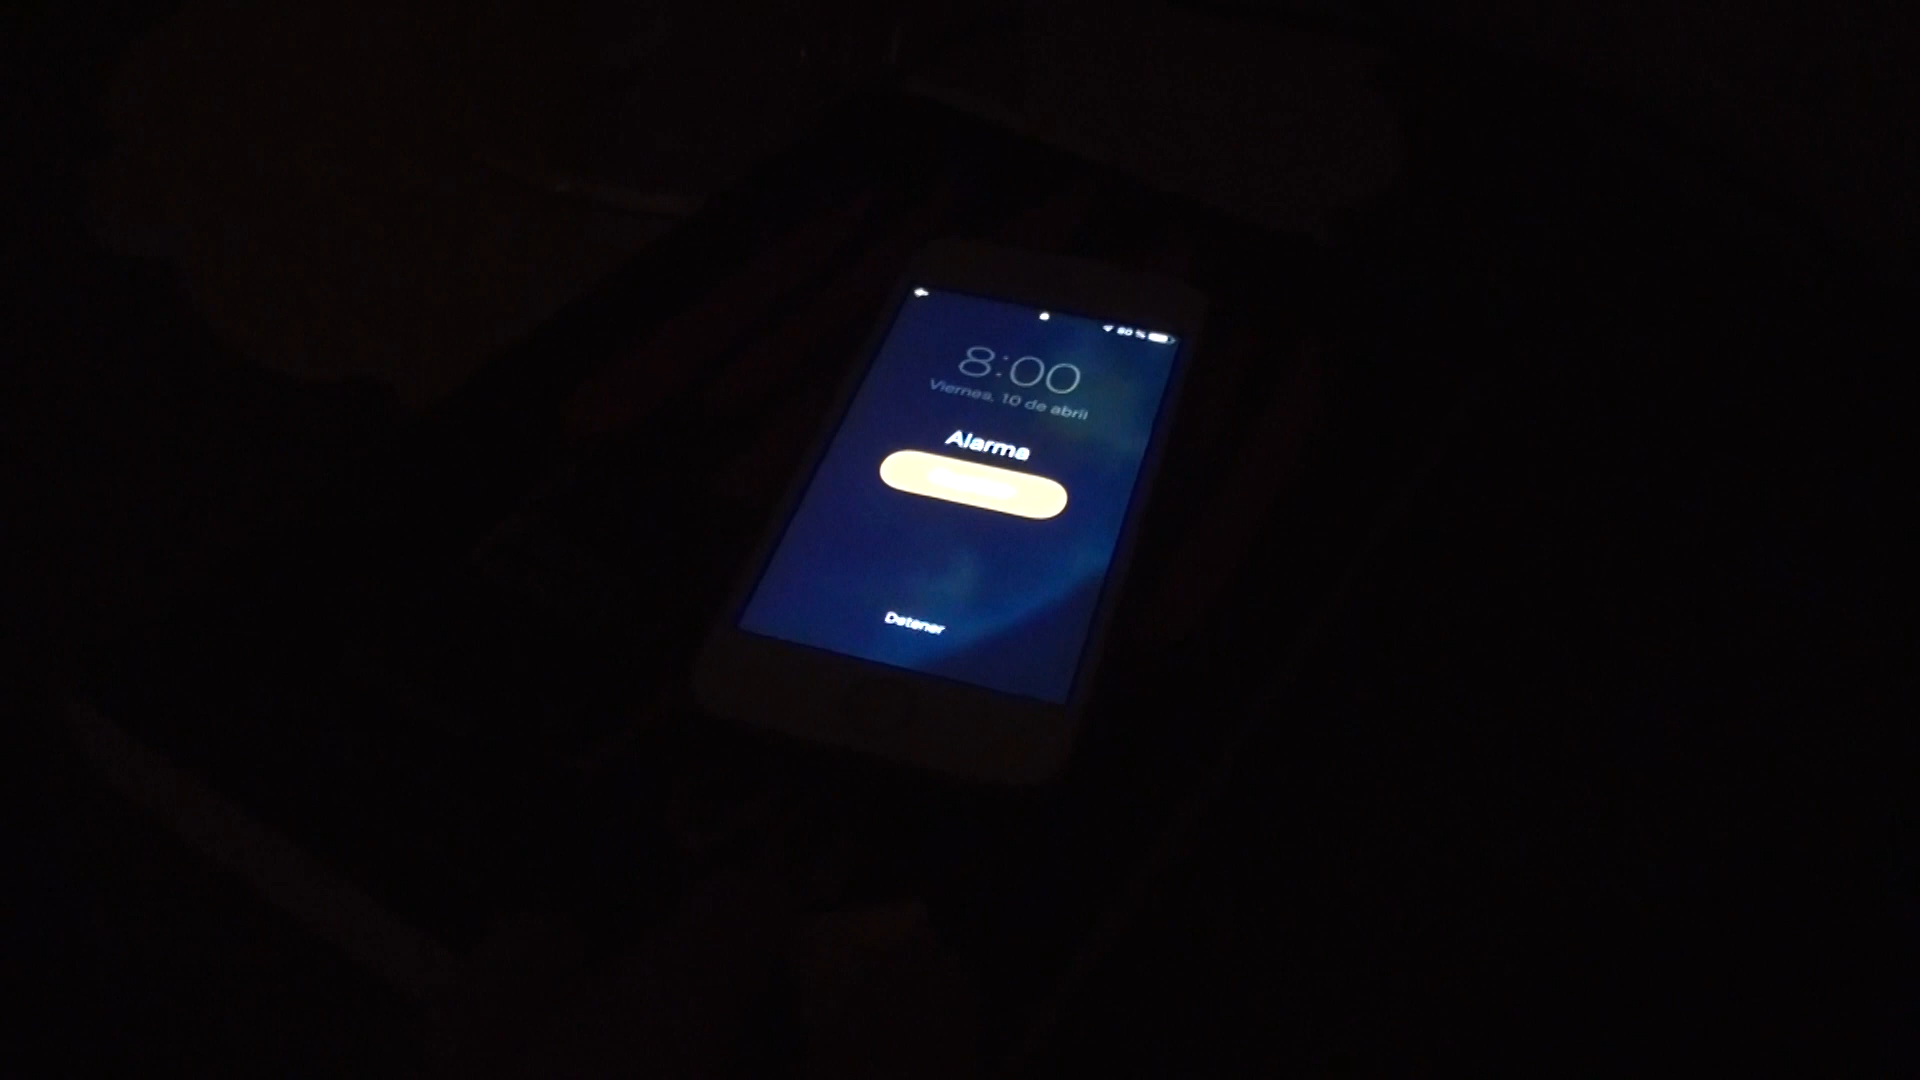 80 %
8:00
Viernes, 10 de abril
Alarma
Detener